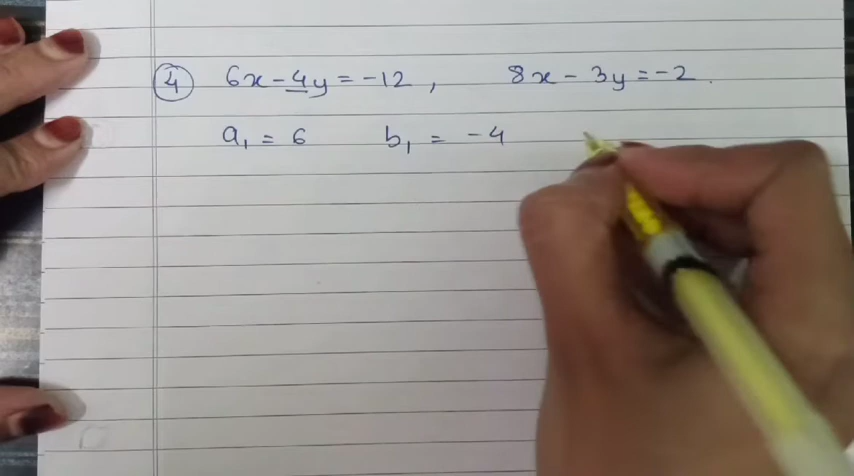 ④ 6x - 4y = -12 , 8x - 3y = -2 .
a₁ = 6 b₁ = -4